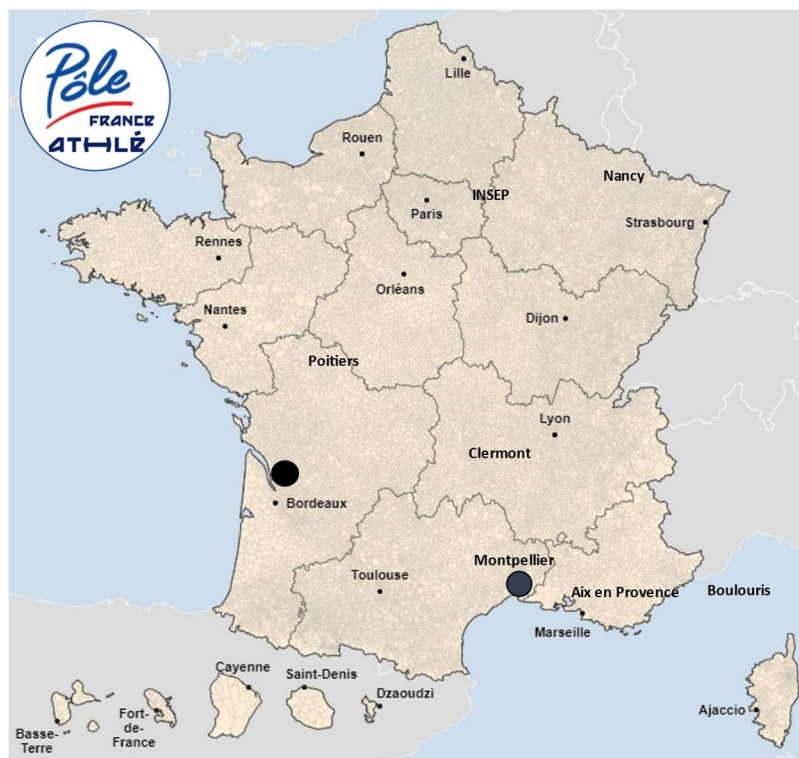 Pôle
FRANCE
ATHLÉ
Lille
Rouen
Nancy
INSEP
Paris
Strasbourg
Rennes
Orléans
Nantes
Dijon
Poitiers
Lyon
Clermont
Bordeaux
Montpellier
Toulouse
Aix en Provence
Boulouris
Marseille
Cayenne
Saint-Denis
Dzaoudzi
Ajaccio
Fort-
de-
France
Basse-
Terre